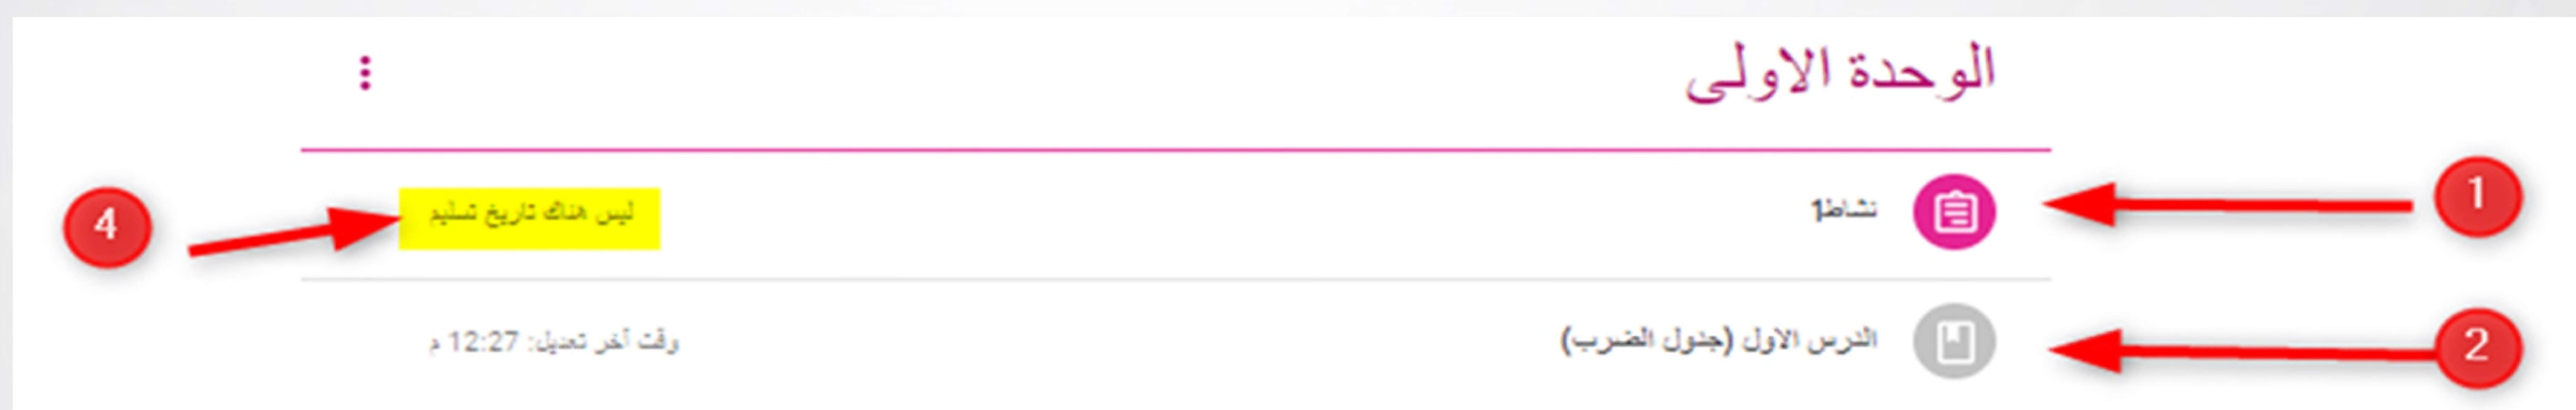 الوحدة الاولى
1
نشاط1
ليس هناك تاريخ تسليم
4
2
الدرس الاول (جدول الضرب)
وقت آخر تعديل: 12:27 م